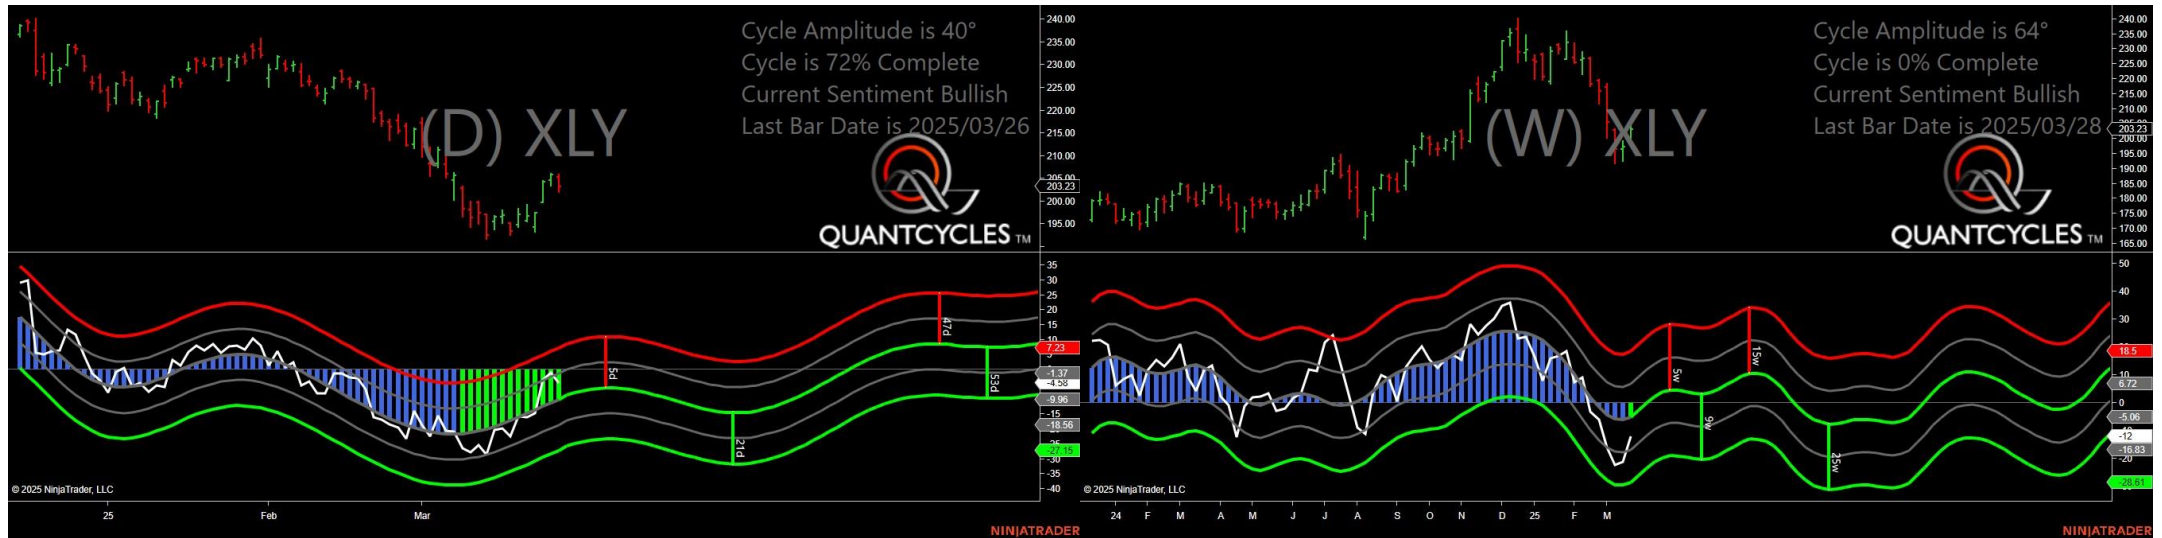 Cycle Amplitude is 40°
Cycle is 72% Complete
Current Sentiment Bullish
Last Bar Date is 2025/03/26
(D) XLY
QUANTCYCLES TM
240.00
235.00
230.00
225.00
220.00
215.00
210.00
205.00
203.23
200.00
195.00
35
30
25
20
15
10
7.23
-1.37
-4.58
-9.96
-15
-18.56
-27.15
-30
-35
-40
5d
21d
47d
53d
© 2025 NinjaTrader, LLC
25
Feb
Mar
NINJATRADER
Cycle Amplitude is 64°
Cycle is 0% Complete
Current Sentiment Bullish
Last Bar Date is 2025/03/28
(W) XLY
QUANTCYCLES TM
240.00
235.00
230.00
225.00
220.00
215.00
210.00
203.23
200.00
195.00
190.00
185.00
180.00
175.00
170.00
165.00
50
40
30
18.5
6.72
0
-5.06
-12
-16.83
-20
-28.61
5w
9w
15w
25w
© 2025 NinjaTrader, LLC
24 F M A M J J A S O N D 25 F M
NINJATRADER